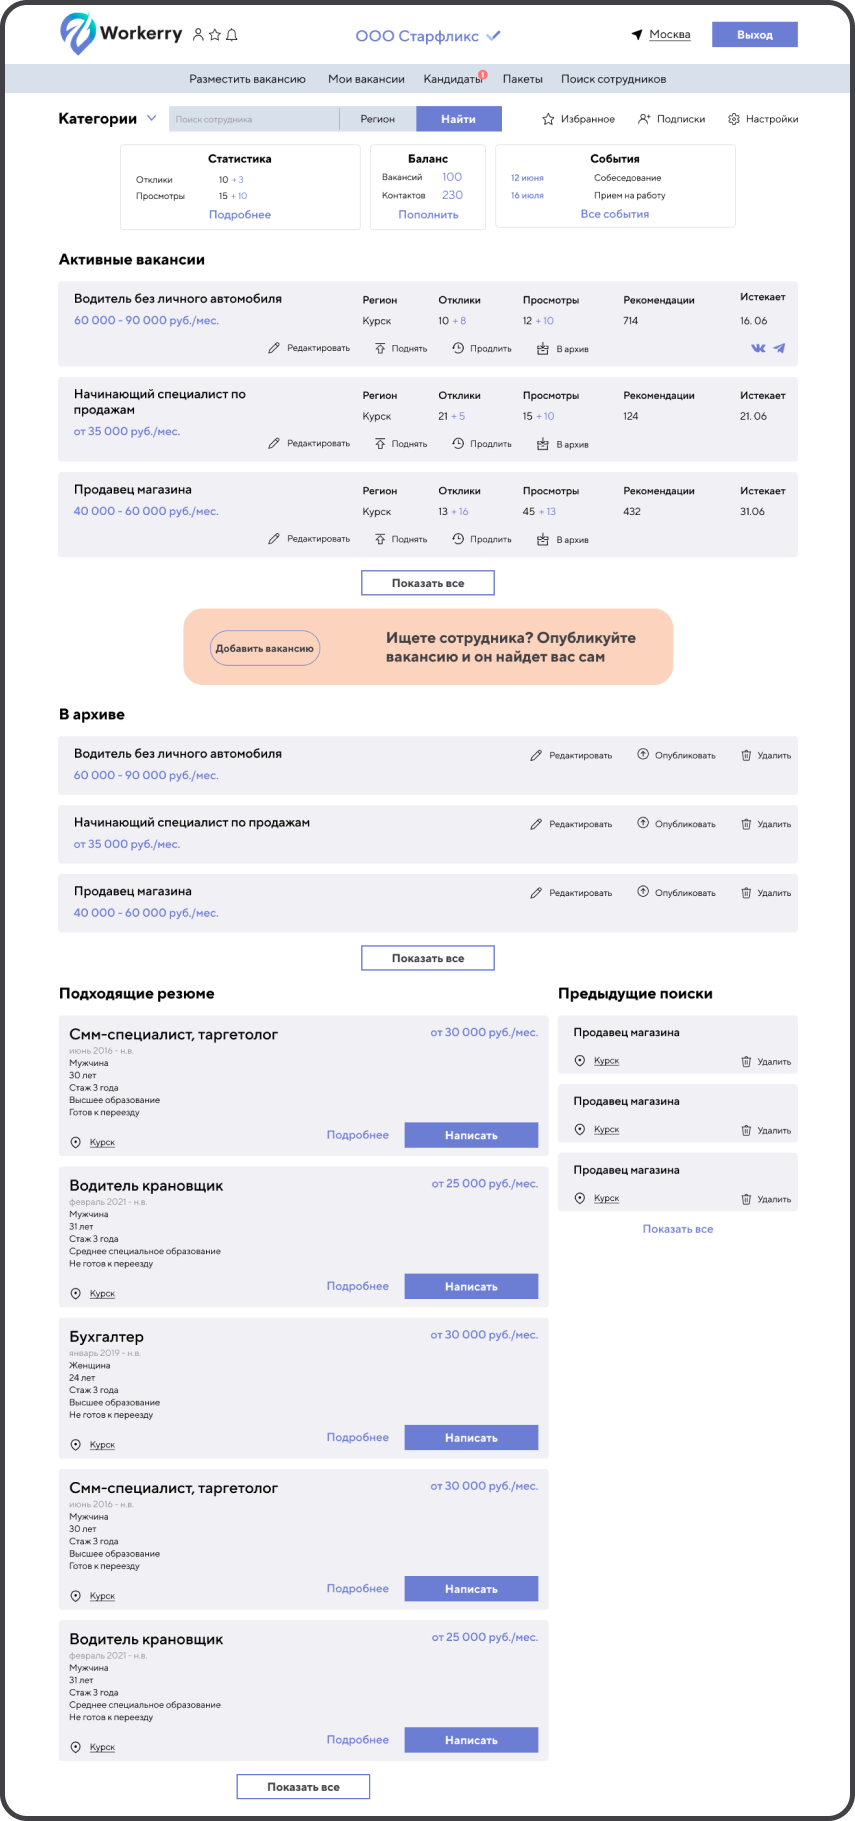 Workerry
ООО Старфликс
Москва
Выход
Разместить вакансию Мои вакансии Кандидаты 1 Пакеты Поиск сотрудников
Категории
Поиск сотрудника Регион Найти
Избранное Подписки Настройки
Статистика
Отклики 10 + 3
Просмотры 15 + 10
Подробнее
Баланс
Вакансий 100
Контактов 230
Пополнить
События
12 июня Собеседование
16 июля Прием на работу
Все события
Активные вакансии
Водитель без личного автомобиля
60 000 - 90 000 руб./мес.
Регион Отклики Просмотры Рекомендации Истекает
Курск 10 + 8 12 + 10 714 16. 06
Редактировать Поднять Продлить В архив
Начинающий специалист по
продажам
от 35 000 руб./мес.
Регион Отклики Просмотры Рекомендации Истекает
Курск 21 + 5 15 + 10 124 21. 06
Редактировать Поднять Продлить В архив
Продавец магазина
40 000 - 60 000 руб./мес.
Регион Отклики Просмотры Рекомендации Истекает
Курск 13 + 16 45 + 13 432 31.06
Редактировать Поднять Продлить В архив
Показать все
Добавить вакансию
Ищете сотрудника? Опубликуйте
вакансию и он найдет вас сам
В архиве
Водитель без личного автомобиля
60 000 - 90 000 руб./мес.
Редактировать Опубликовать Удалить
Начинающий специалист по продажам
от 35 000 руб./мес.
Редактировать Опубликовать Удалить
Продавец магазина
40 000 - 60 000 руб./мес.
Редактировать Опубликовать Удалить
Показать все
Подходящие резюме
Смм-специалист, таргетолог
от 30 000 руб./мес.
июнь 2016 - н.в.
Мужчина
30 лет
Стаж 3 года
Высшее образование
Готов к переезду
Курск
Подробнее Написать
Водитель крановщик
от 25 000 руб./мес.
февраль 2021 - н.в.
Мужчина
31 лет
Стаж 3 года
Среднее специальное образование
Не готов к переезду
Курск
Подробнее Написать
Бухгалтер
от 30 000 руб./мес.
январь 2019 - н.в.
Женщина
24 лет
Стаж 3 года
Высшее образование
Не готов к переезду
Курск
Подробнее Написать
Смм-специалист, таргетолог
от 30 000 руб./мес.
июнь 2016 - н.в.
Мужчина
30 лет
Стаж 3 года
Высшее образование
Готов к переезду
Курск
Подробнее Написать
Водитель крановщик
от 25 000 руб./мес.
февраль 2021 - н.в.
Мужчина
31 лет
Стаж 3 года
Среднее специальное образование
Не готов к переезду
Курск
Подробнее Написать
Показать все
Предыдущие поиски
Продавец магазина
Курск Удалить
Продавец магазина
Курск Удалить
Продавец магазина
Курск Удалить
Показать все